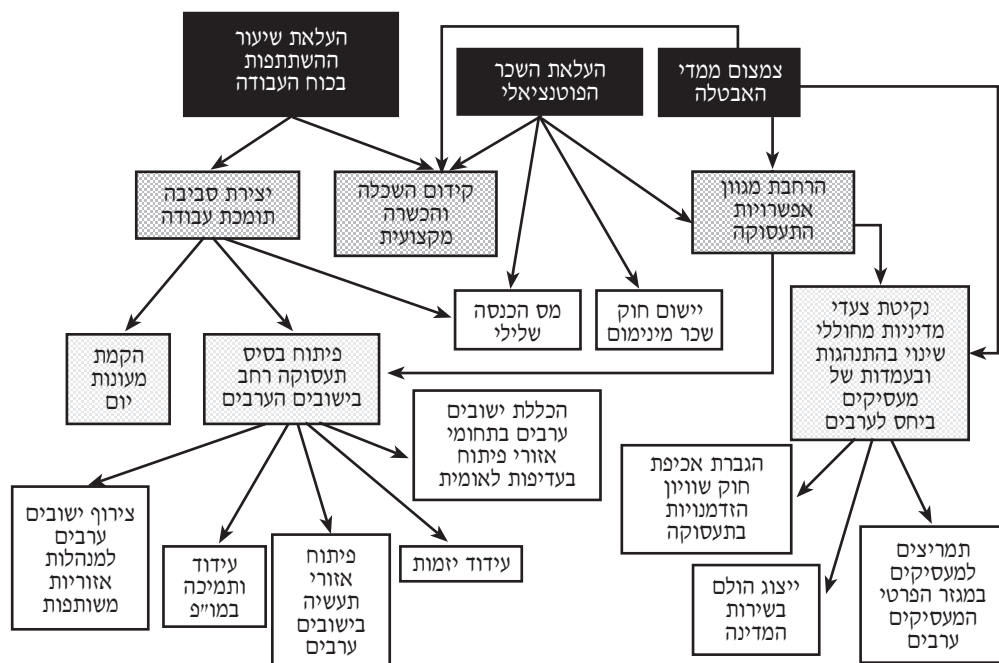 צמצום ממדי
האבטלה
העלאת השכר
הפוטנציאלי
העלאת שיעור
ההשתתפות
בכוח העבודה
הרחבת מגוון
אפשרויות
התעסוקה
קידום השכלה
והכשרה
מקצועית
יצירת סביבה
תומכת עבודה
נקיטת צעדי
מדיניות מחוללי
שינוי בהתנהגות
ובעמדות של
מעסיקים
ביחס לערבים
יישום חוק
שכר מינימום
מס הכנסה
שלילי
פיתוח בסיס
תעסוקה רחב
בישובים הערבים
הקמת
מעונות
יום
הכללת ישובים
ערבים בתחומי
אזורי פיתוח
בעדיפות לאומית
הגברת אכיפת
חוק שוויון
הזדמנויות
בתעסוקה
תמריצים
למעסיקים
במגזר הפרטי
המעסיקים
ערבים
ייצוג הולם
בשירות
המדינה
עידוד יזמות
פיתוח
אזורי
תעשיה
בישובים
ערבים
עידוד
ותמיכה
במו״פ
צירוף ישובים
ערבים
למנהלות
אזוריות
משותפות